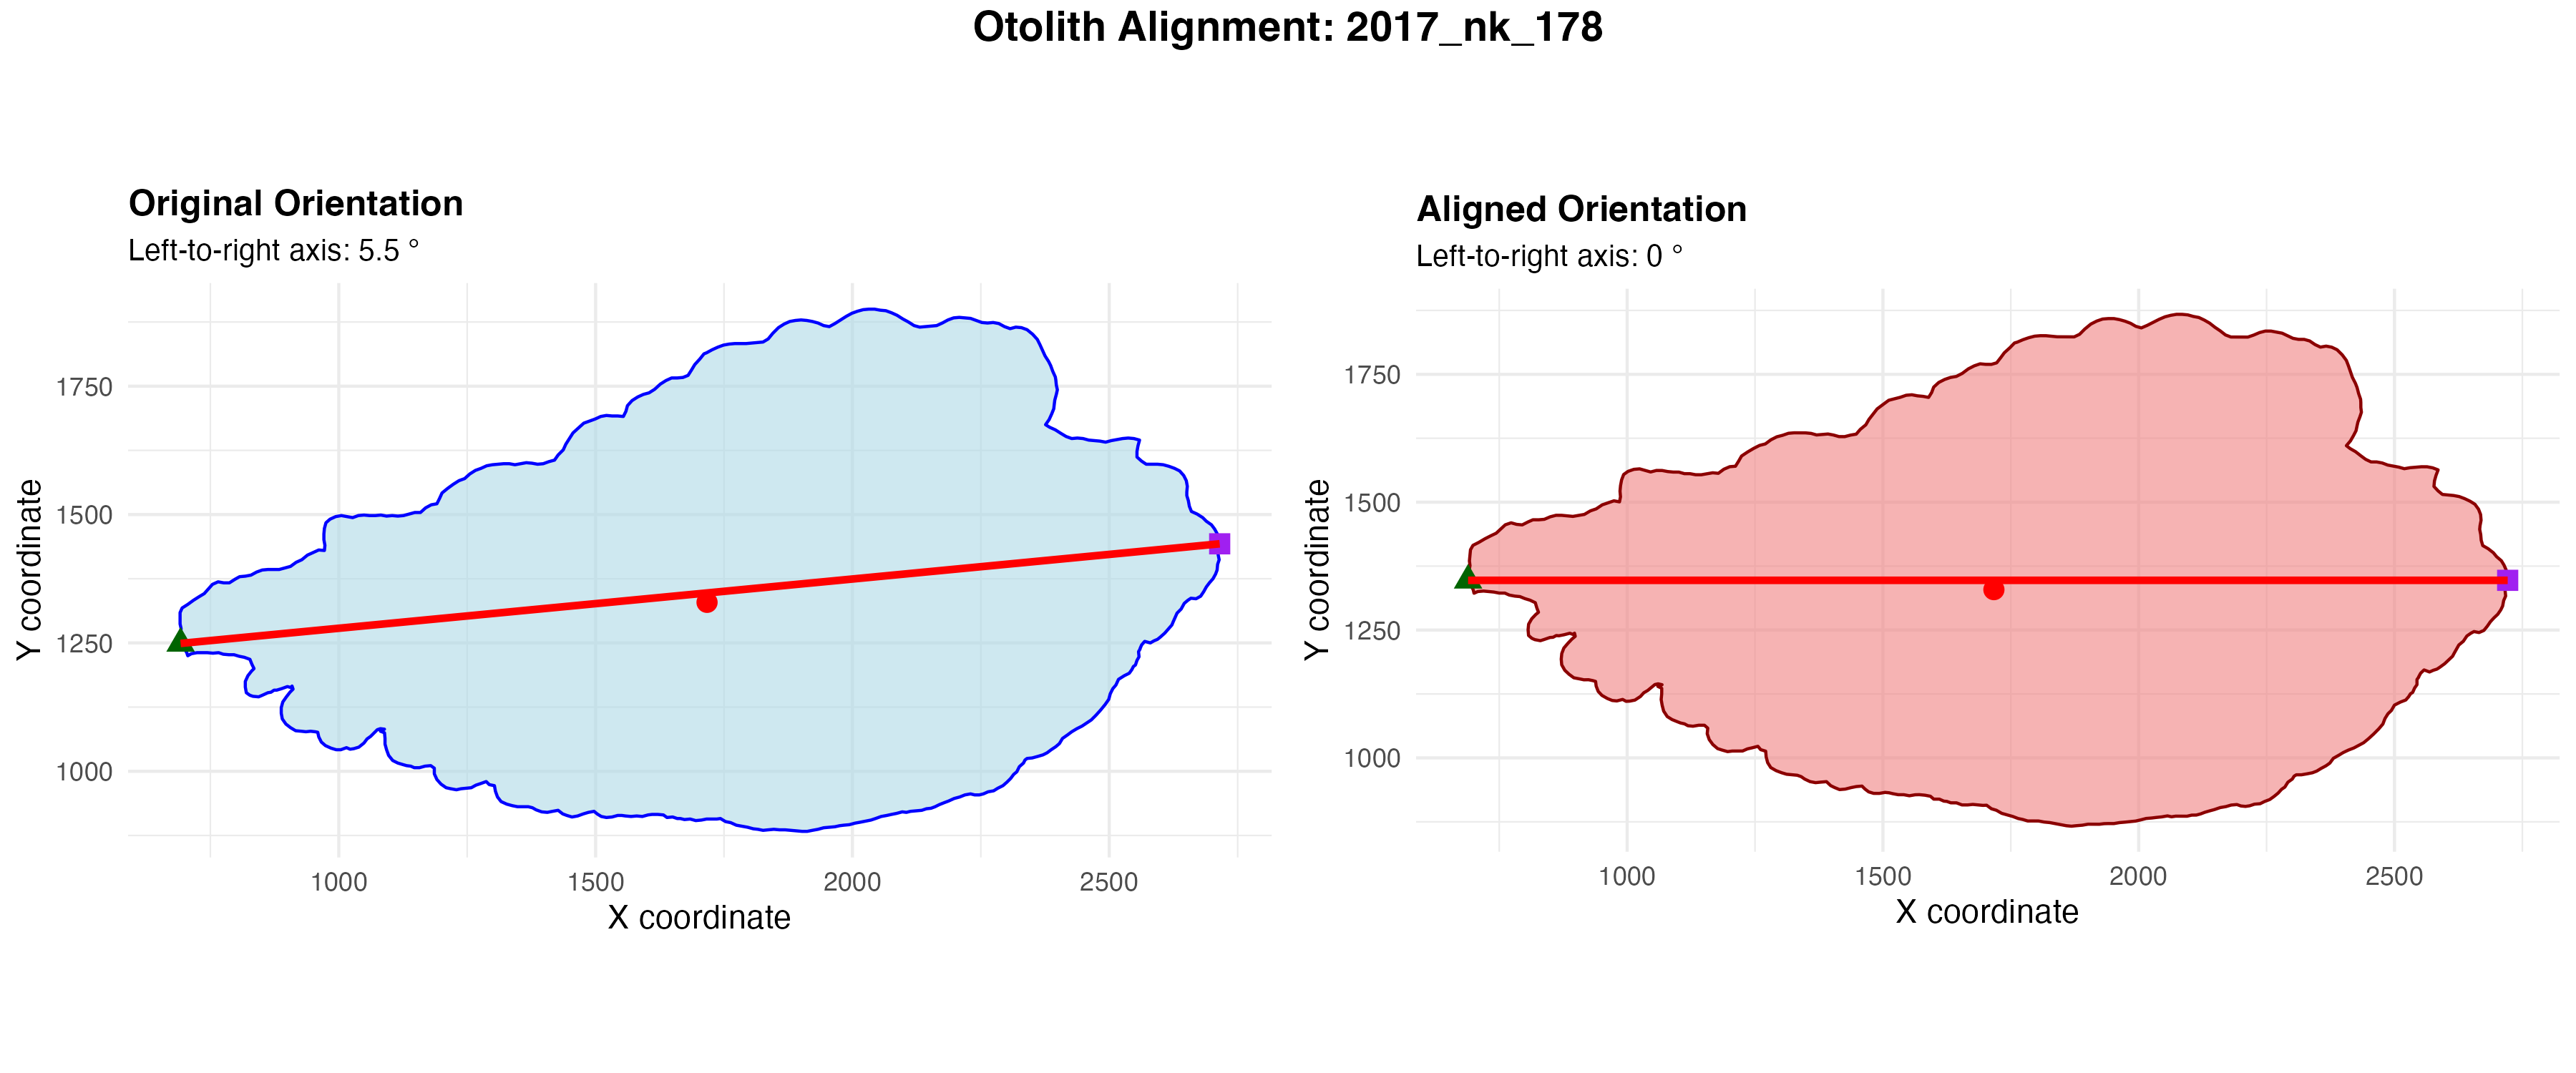 Otolith Alignment: 2017_nk_178
Original Orientation
Left-to-right axis: 5.5 °
Y coordinate
1750
1500
1250
1000
1000 1500 2000 2500
X coordinate
Aligned Orientation
Left-to-right axis: 0 °
Y coordinate
1750
1500
1250
1000
1000 1500 2000 2500
X coordinate